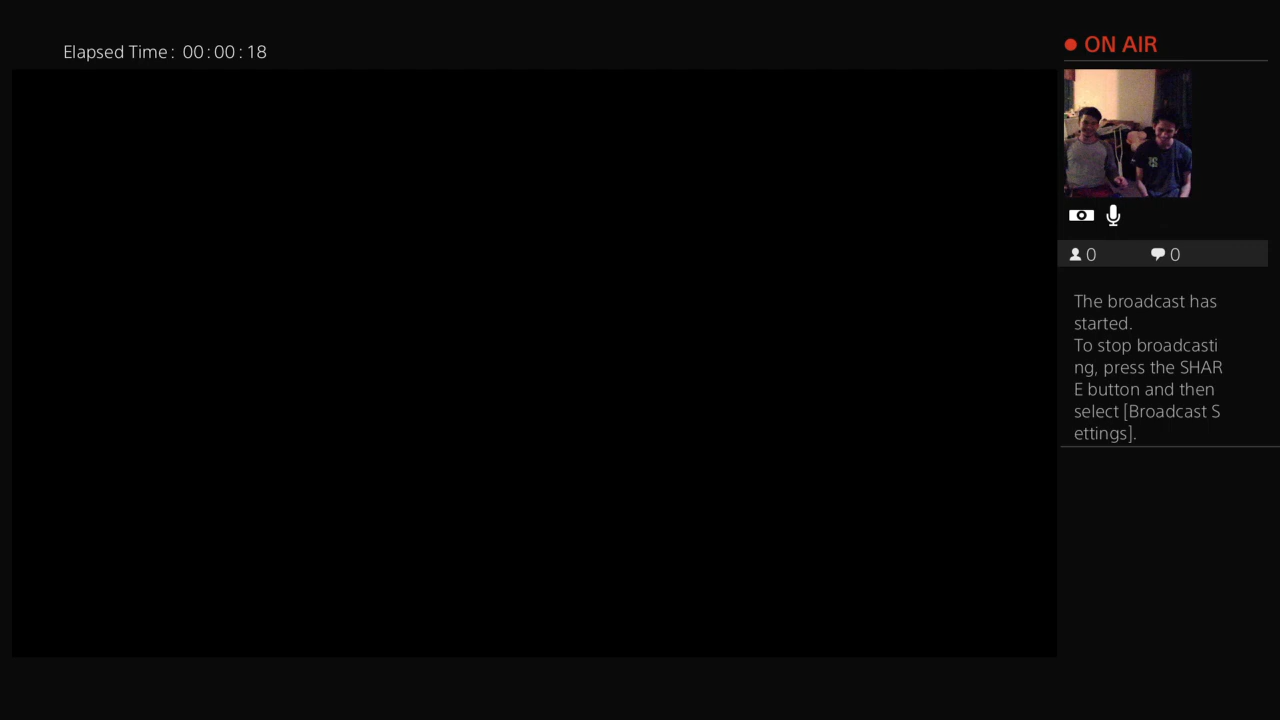 Elapsed Time: 00:00:18
ON AIR
0 0
The broadcast has
started.
To stop broadcasti
ng, press the SHAR
E button and then
select [Broadcast S
ettings].